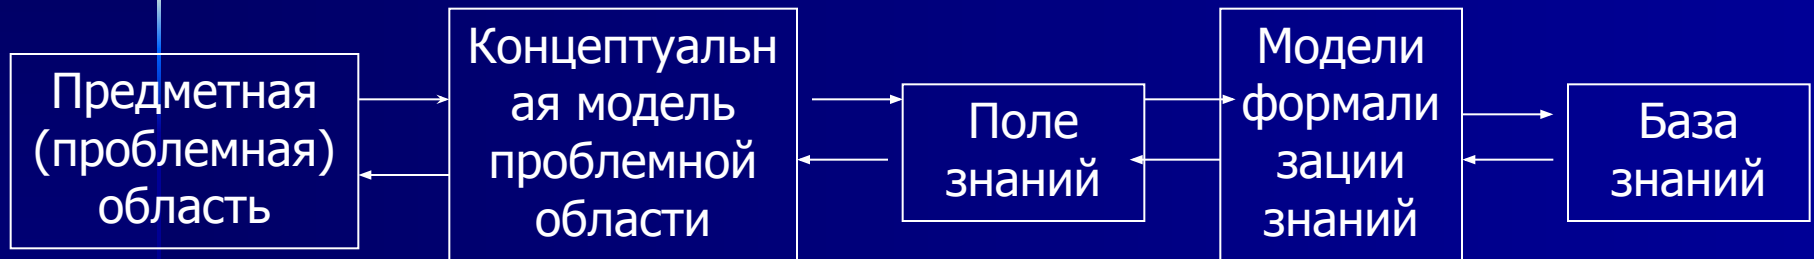 Предметная
(проблемная)
область
Концептуальн
ая модель
проблемной
области
Поле
знаний
Модели
формали
зации
знаний
База
знаний